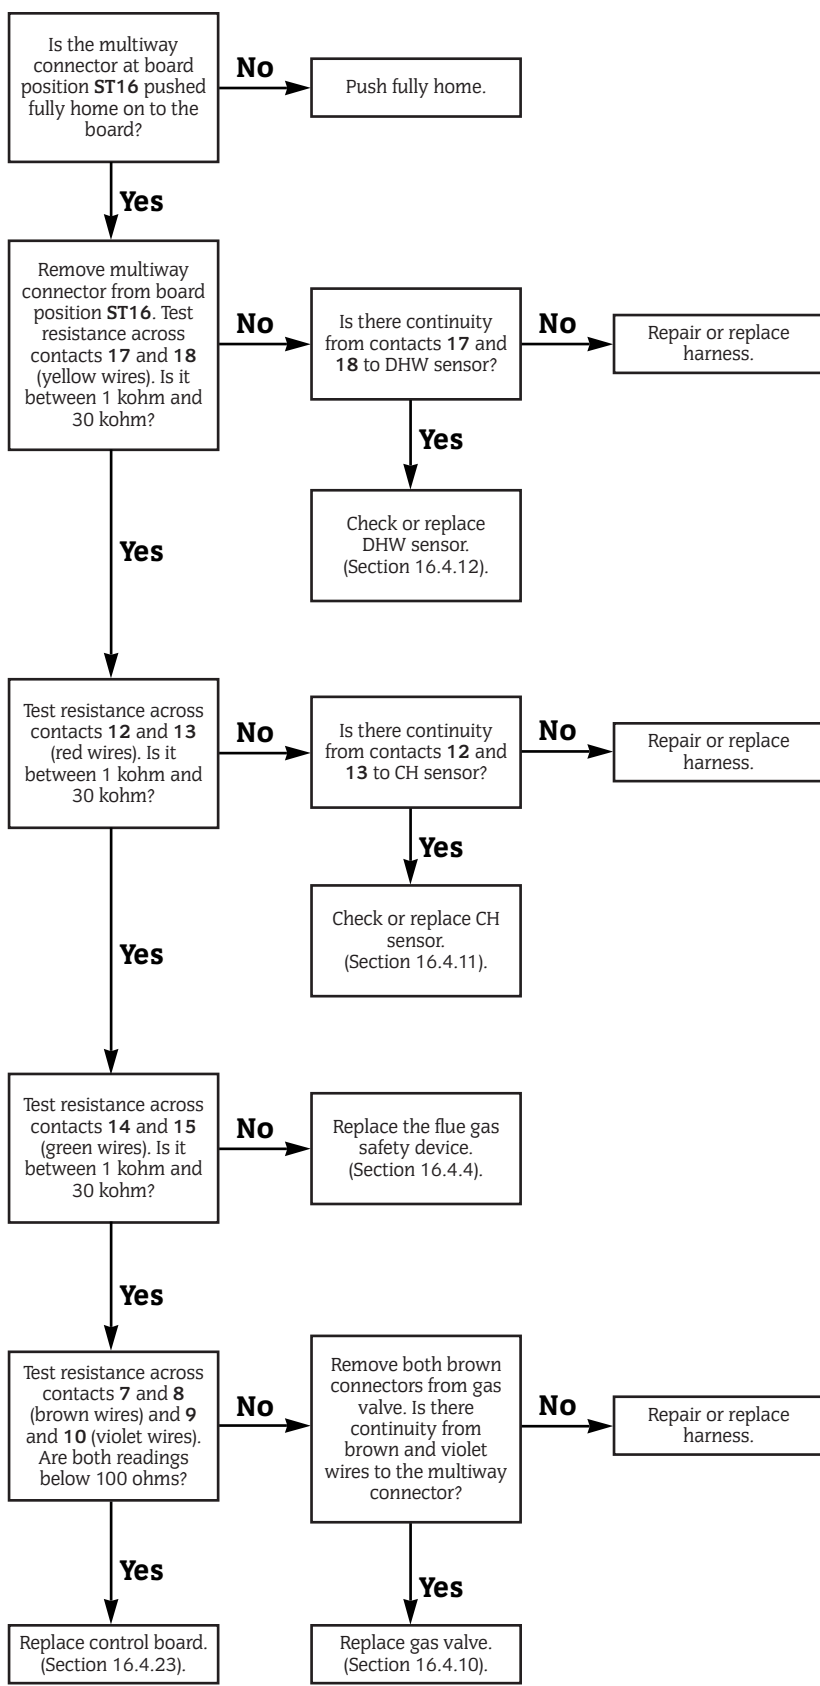 Is the multiway
connector at board
position ST16 pushed
fully home on to the
board?
No
Push fully home.
Yes
Remove multiway
connector from board
position ST16. Test
resistance across
contacts 17 and 18
(yellow wires). Is it
between 1 kohm and
30 kohm?
No
Is there continuity
from contacts 17 and
18 to DHW sensor?
No
Repair or replace
harness.
Yes
Check or replace
DHW sensor.
(Section 16.4.12).
Yes
Test resistance across
contacts 12 and 13
(red wires). Is it
between 1 kohm and
30 kohm?
No
Is there continuity
from contacts 12 and
13 to CH sensor?
No
Repair or replace
harness.
Yes
Check or replace CH
sensor.
(Section 16.4.11).
Yes
Test resistance across
contacts 14 and 15
(green wires). Is it
between 1 kohm and
30 kohm?
No
Replace the flue gas
safety device.
(Section 16.4.4).
Yes
Test resistance across
contacts 7 and 8
(brown wires) and 9
and 10 (violet wires).
Are both readings
below 100 ohms?
No
Remove both brown
connectors from gas
valve. Is there
continuity from
brown and violet
wires to the multiway
connector?
No
Repair or replace
harness.
Yes
Replace control board.
(Section 16.4.23).
Yes
Replace gas valve.
(Section 16.4.10).